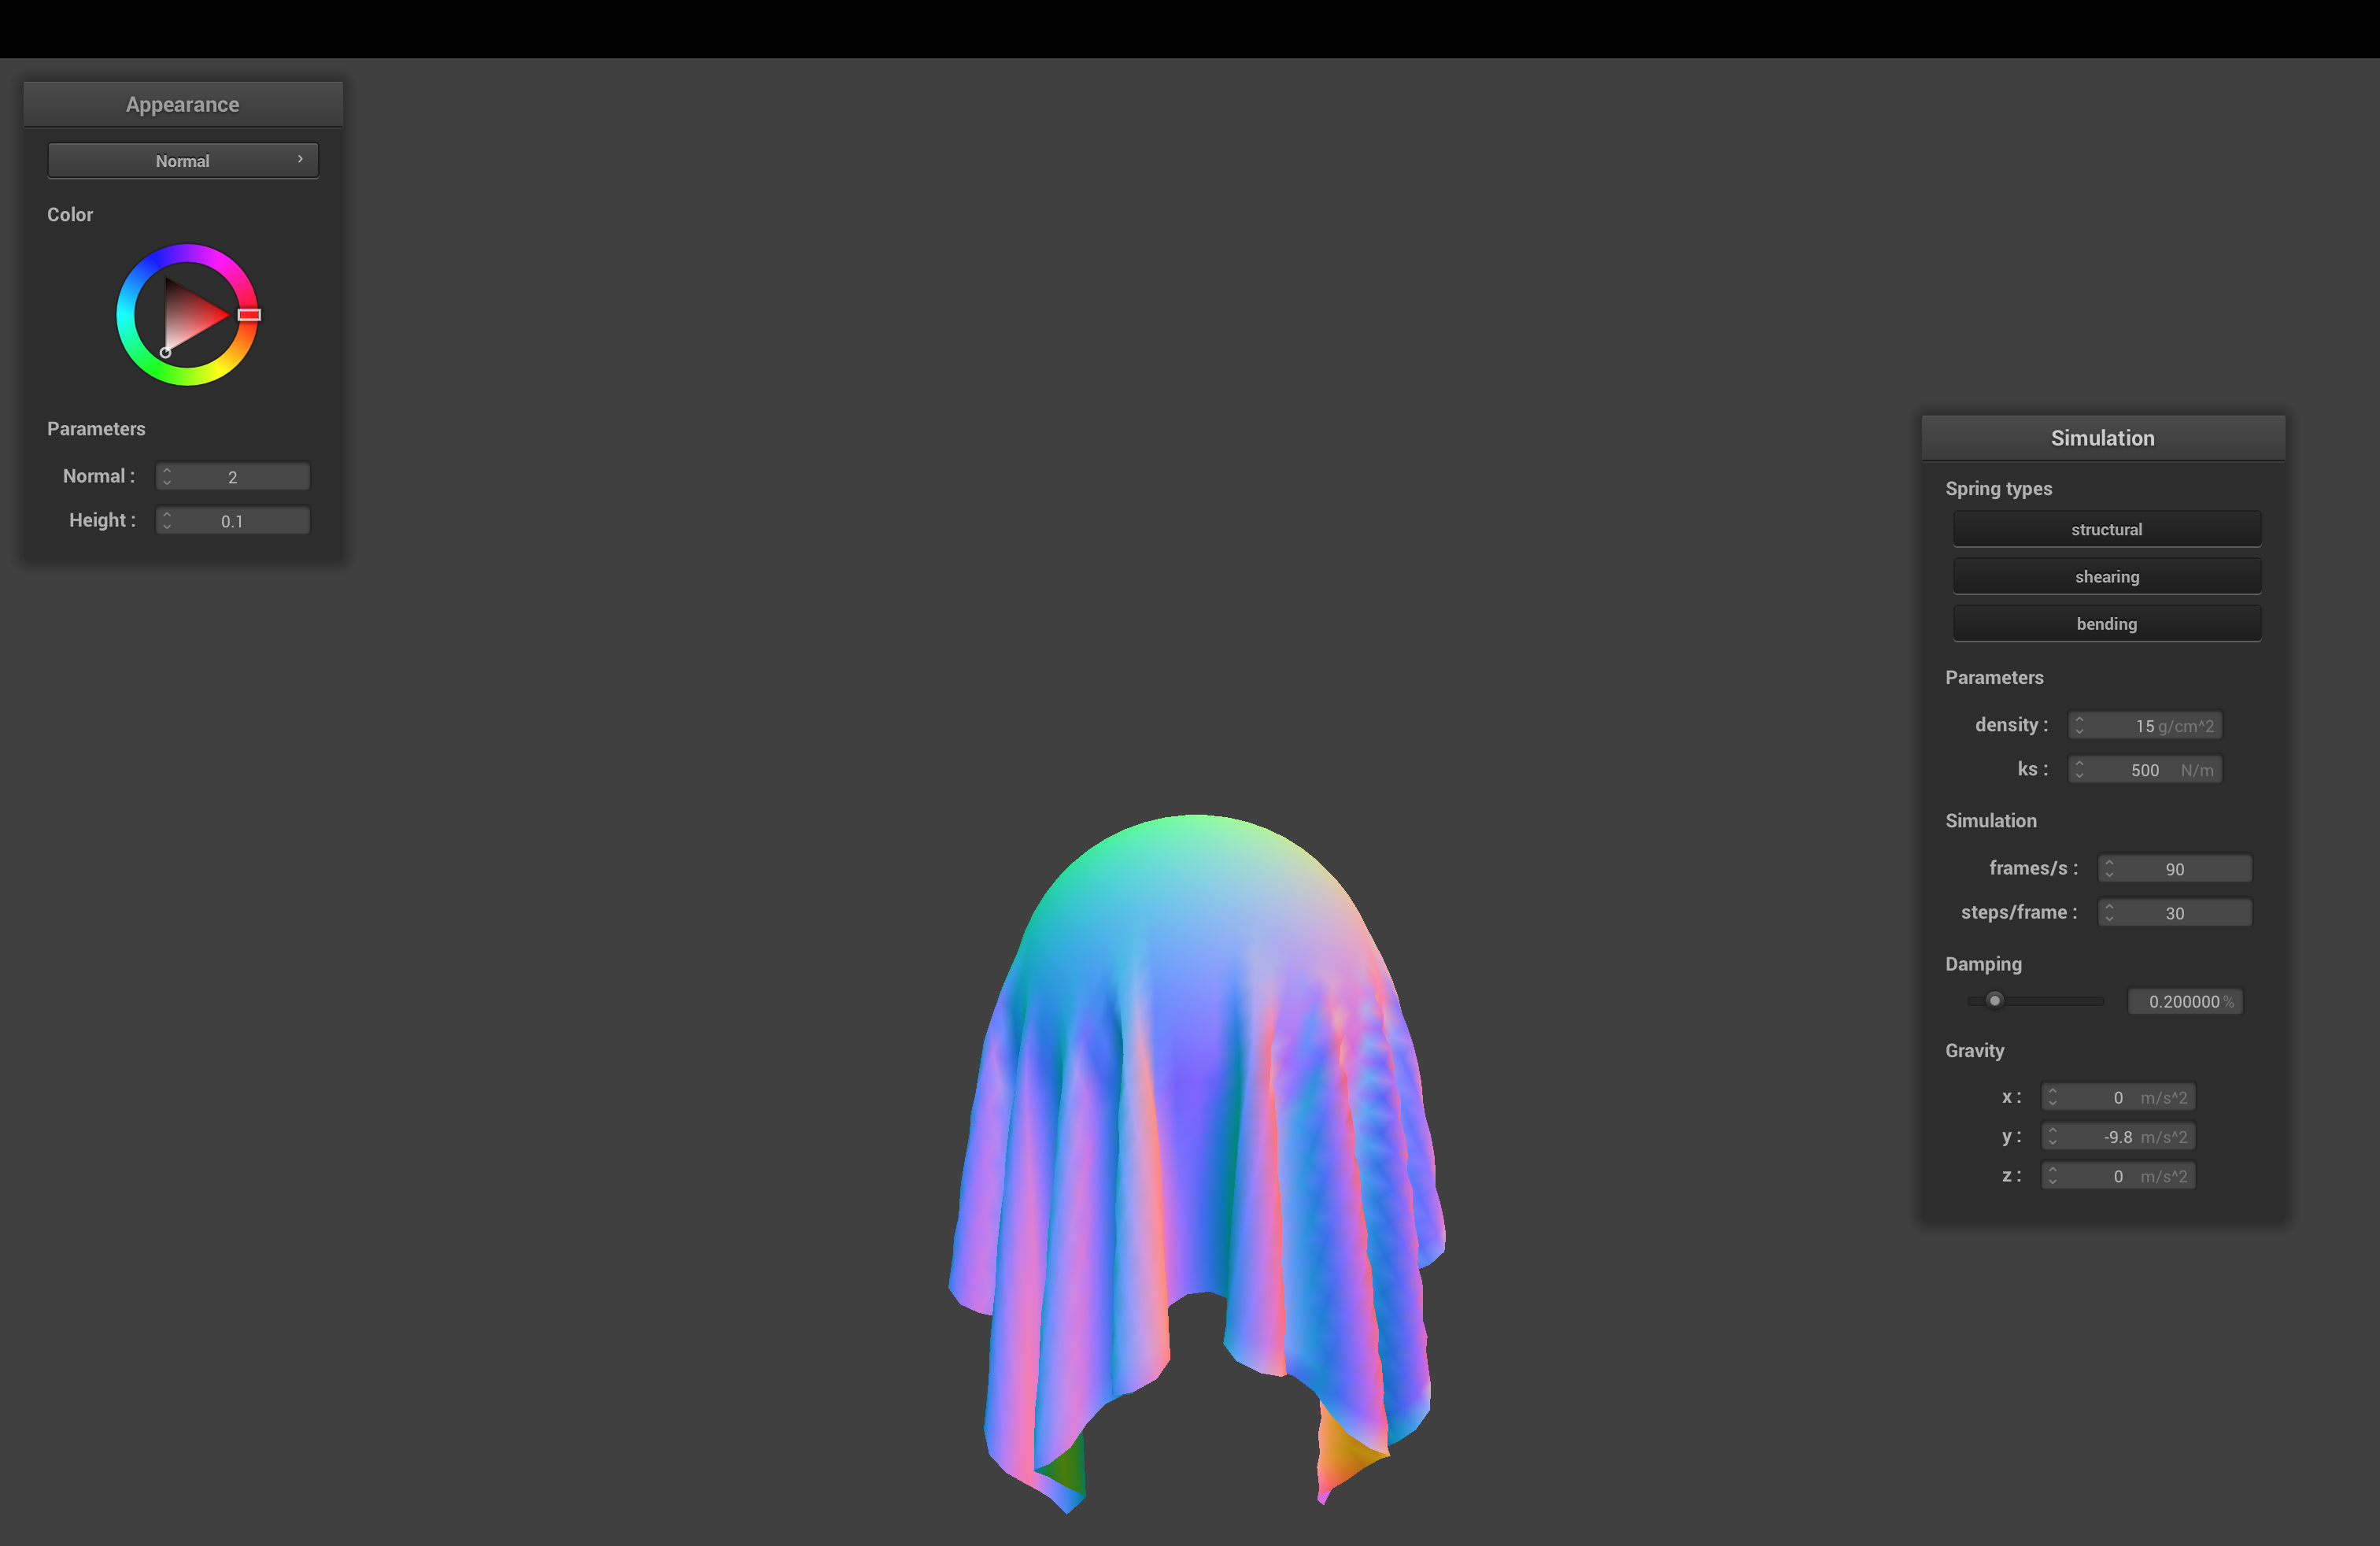 Appearance
Normal
Color
Parameters
Normal : 2
Height : 0.1
Simulation
Spring types
structural
shearing
bending
Parameters
density : 15 g/cm^2
ks : 500 N/m
Simulation
frames/s : 90
steps/frame : 30
Damping
0.200000 %
Gravity
x : 0 m/s^2
y : -9.8 m/s^2
z : 0 m/s^2